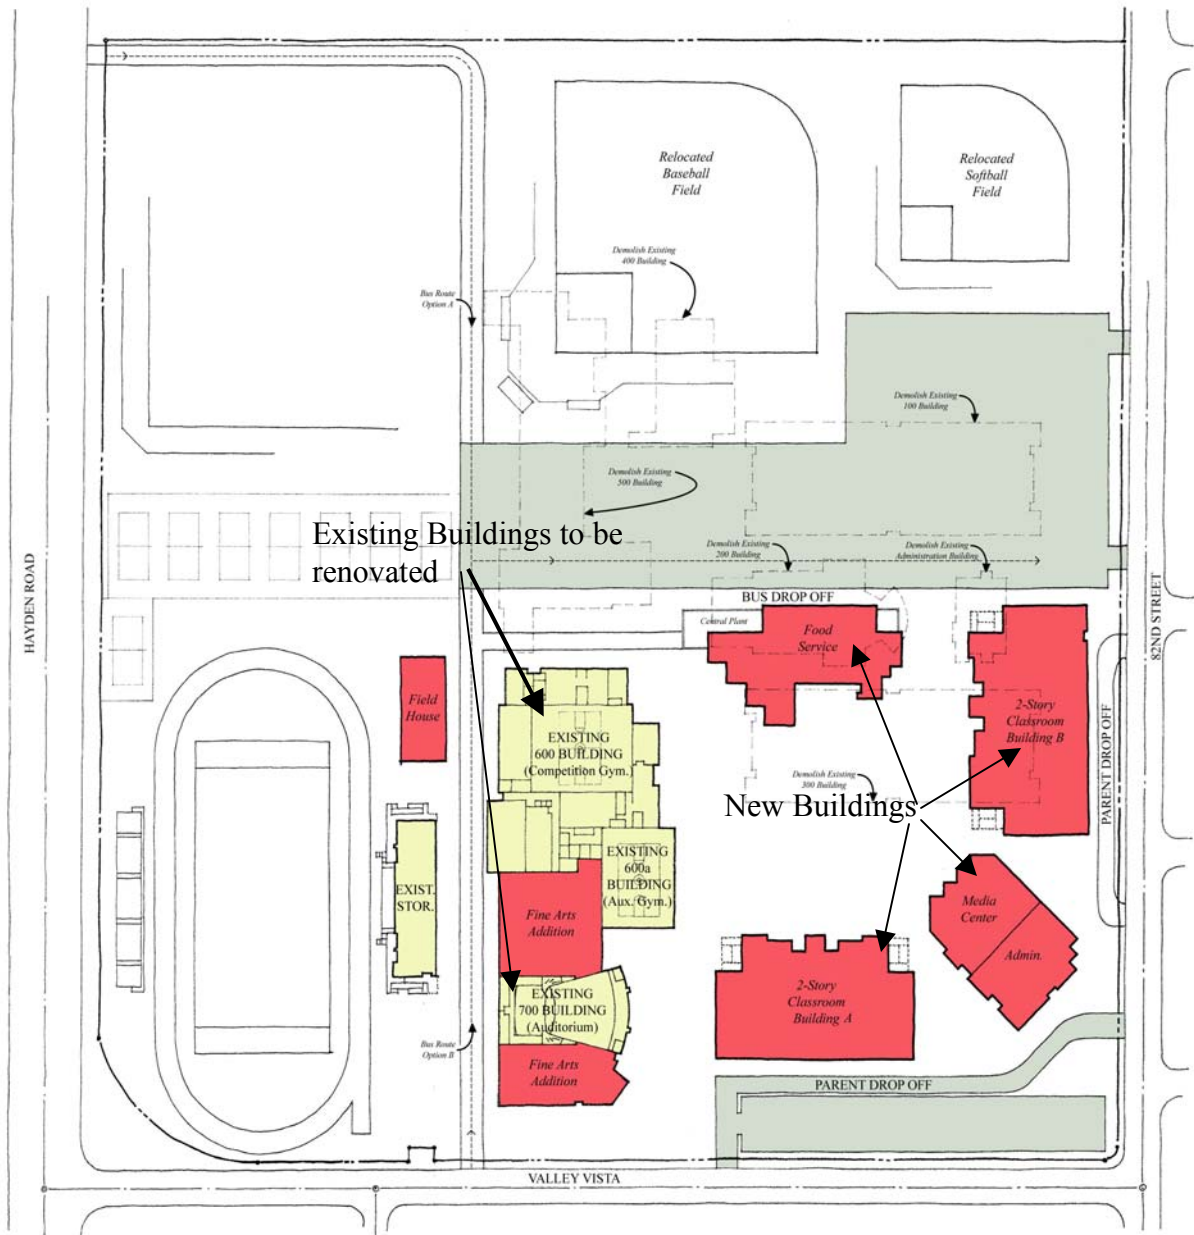 Relocated
Baseball
Field
Relocated
Softball
Field
Demolish Existing
400 Building
Bus Route
Option A
Demolish Existing
100 Building
Demolish Existing
500 Building
Existing Buildings to be
renovated
Demolish Existing
200 Building
Demolish Existing
Administration Building
HAYDEN ROAD
82ND STREET
BUS DROP OFF
Central Plant
Food
Service
Field
House
2-Story
Classroom
Building B
PARENT DROP OFF
EXISTING
600 BUILDING
(Competition Gym.)
Demolish Existing
300 Building
New Buildings
EXISTING
600a
BUILDING
(Aux. Gym.)
EXIST.
STOR.
Fine Arts
Addition
Media
Center
Admin.
2-Story
Classroom
Building A
EXISTING
700 BUILDING
(Auditorium)
Bus Route
Option B
Fine Arts
Addition
PARENT DROP OFF
VALLEY VISTA